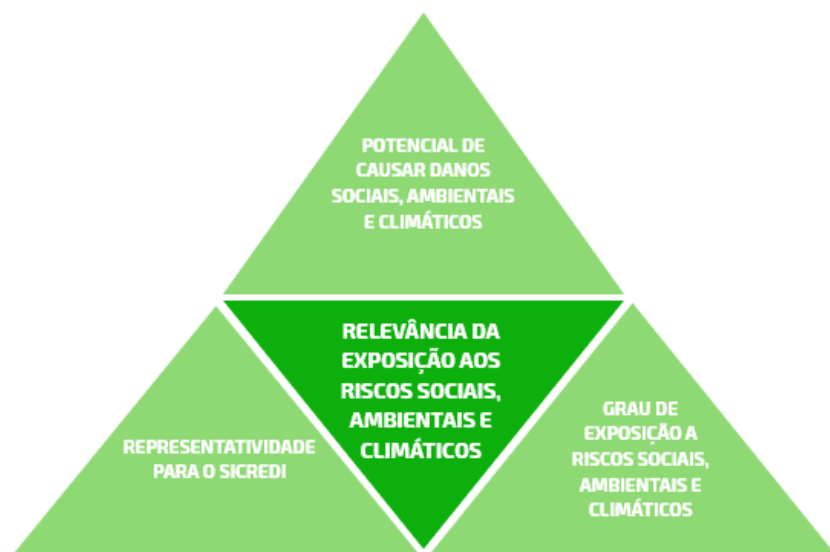 POTENCIAL DE
CAUSAR DANOS
SOCIAIS, AMBIENTAIS
E CLIMÁTICOS
RELEVÂNCIA DA
EXPOSIÇÃO AOS
RISCOS SOCIAIS,
AMBIENTAIS E
CLIMÁTICOS
REPRESENTATIVIDADE
PARA O SICREDI
GRAU DE
EXPOSIÇÃO A
RISCOS SOCIAIS,
AMBIENTAIS E
CLIMÁTICOS